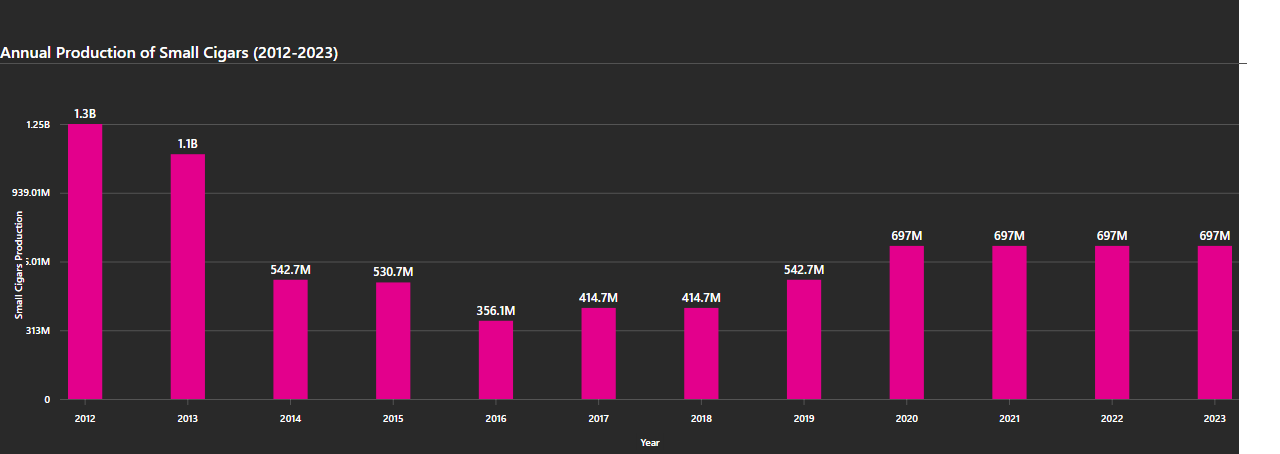 Annual Production of Small Cigars (2012-2023)
1.3B
1.1B
542.7M
530.7M
356.1M
414.7M
414.7M
542.7M
697M
697M
697M
697M
1.25B
939.01M
313M
0
Small Cigars Production
2012 2013 2014 2015 2016 2017 2018 2019 2020 2021 2022 2023
Year